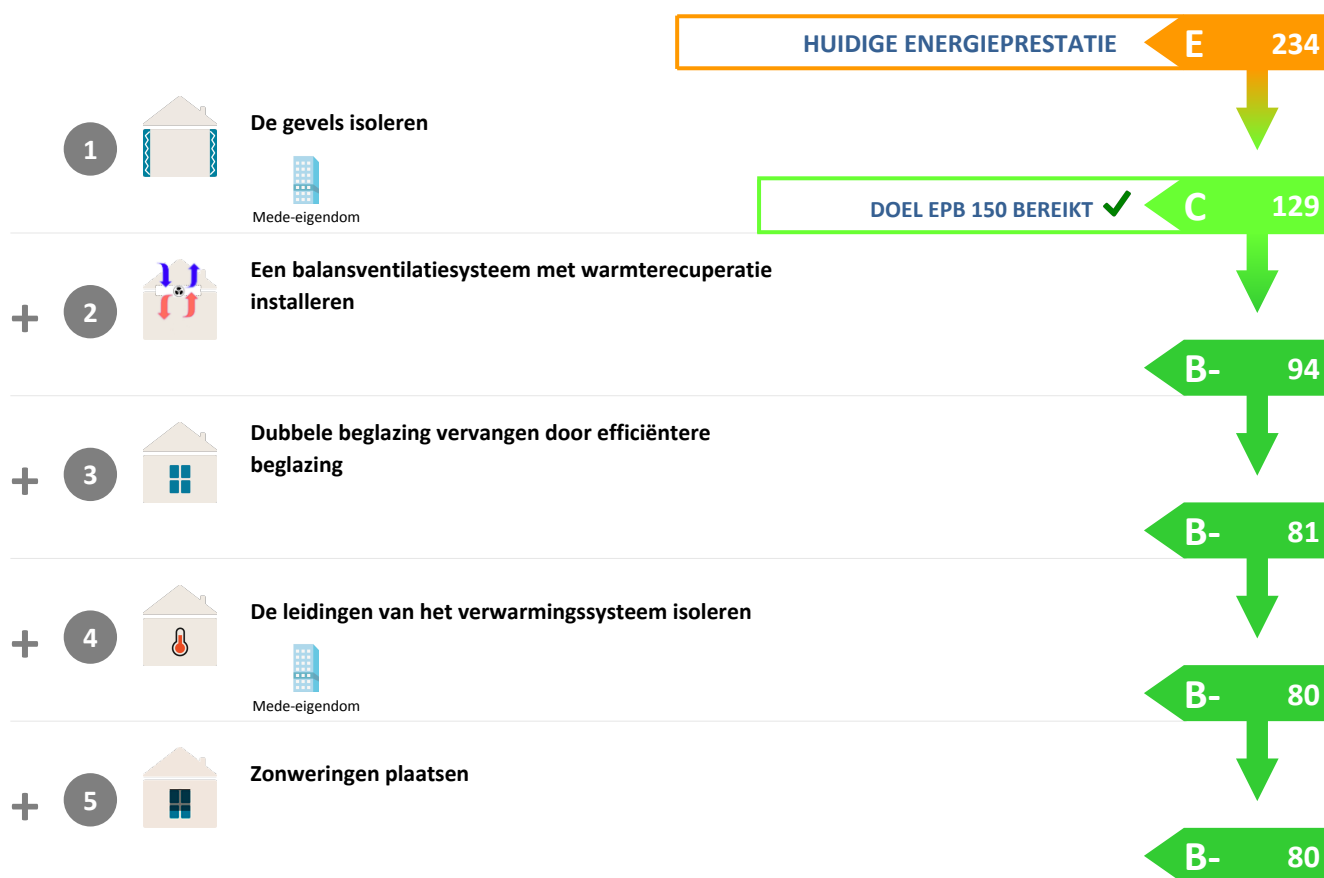 HUIDIGE ENERGIEPRESTATIE E 234
1 De gevels isoleren
Mede-eigendom
DOEL EPB 150 BEREIKT ✔ C 129
+ 2 Een balansventilatiesysteem met warmterecuperatie
installeren
B- 94
+ 3 Dubbele beglazing vervangen door efficiëntere
beglazing
B- 81
+ 4 De leidingen van het verwarmingssysteem isoleren
Mede-eigendom
B- 80
+ 5 Zonweringen plaatsen
B- 80